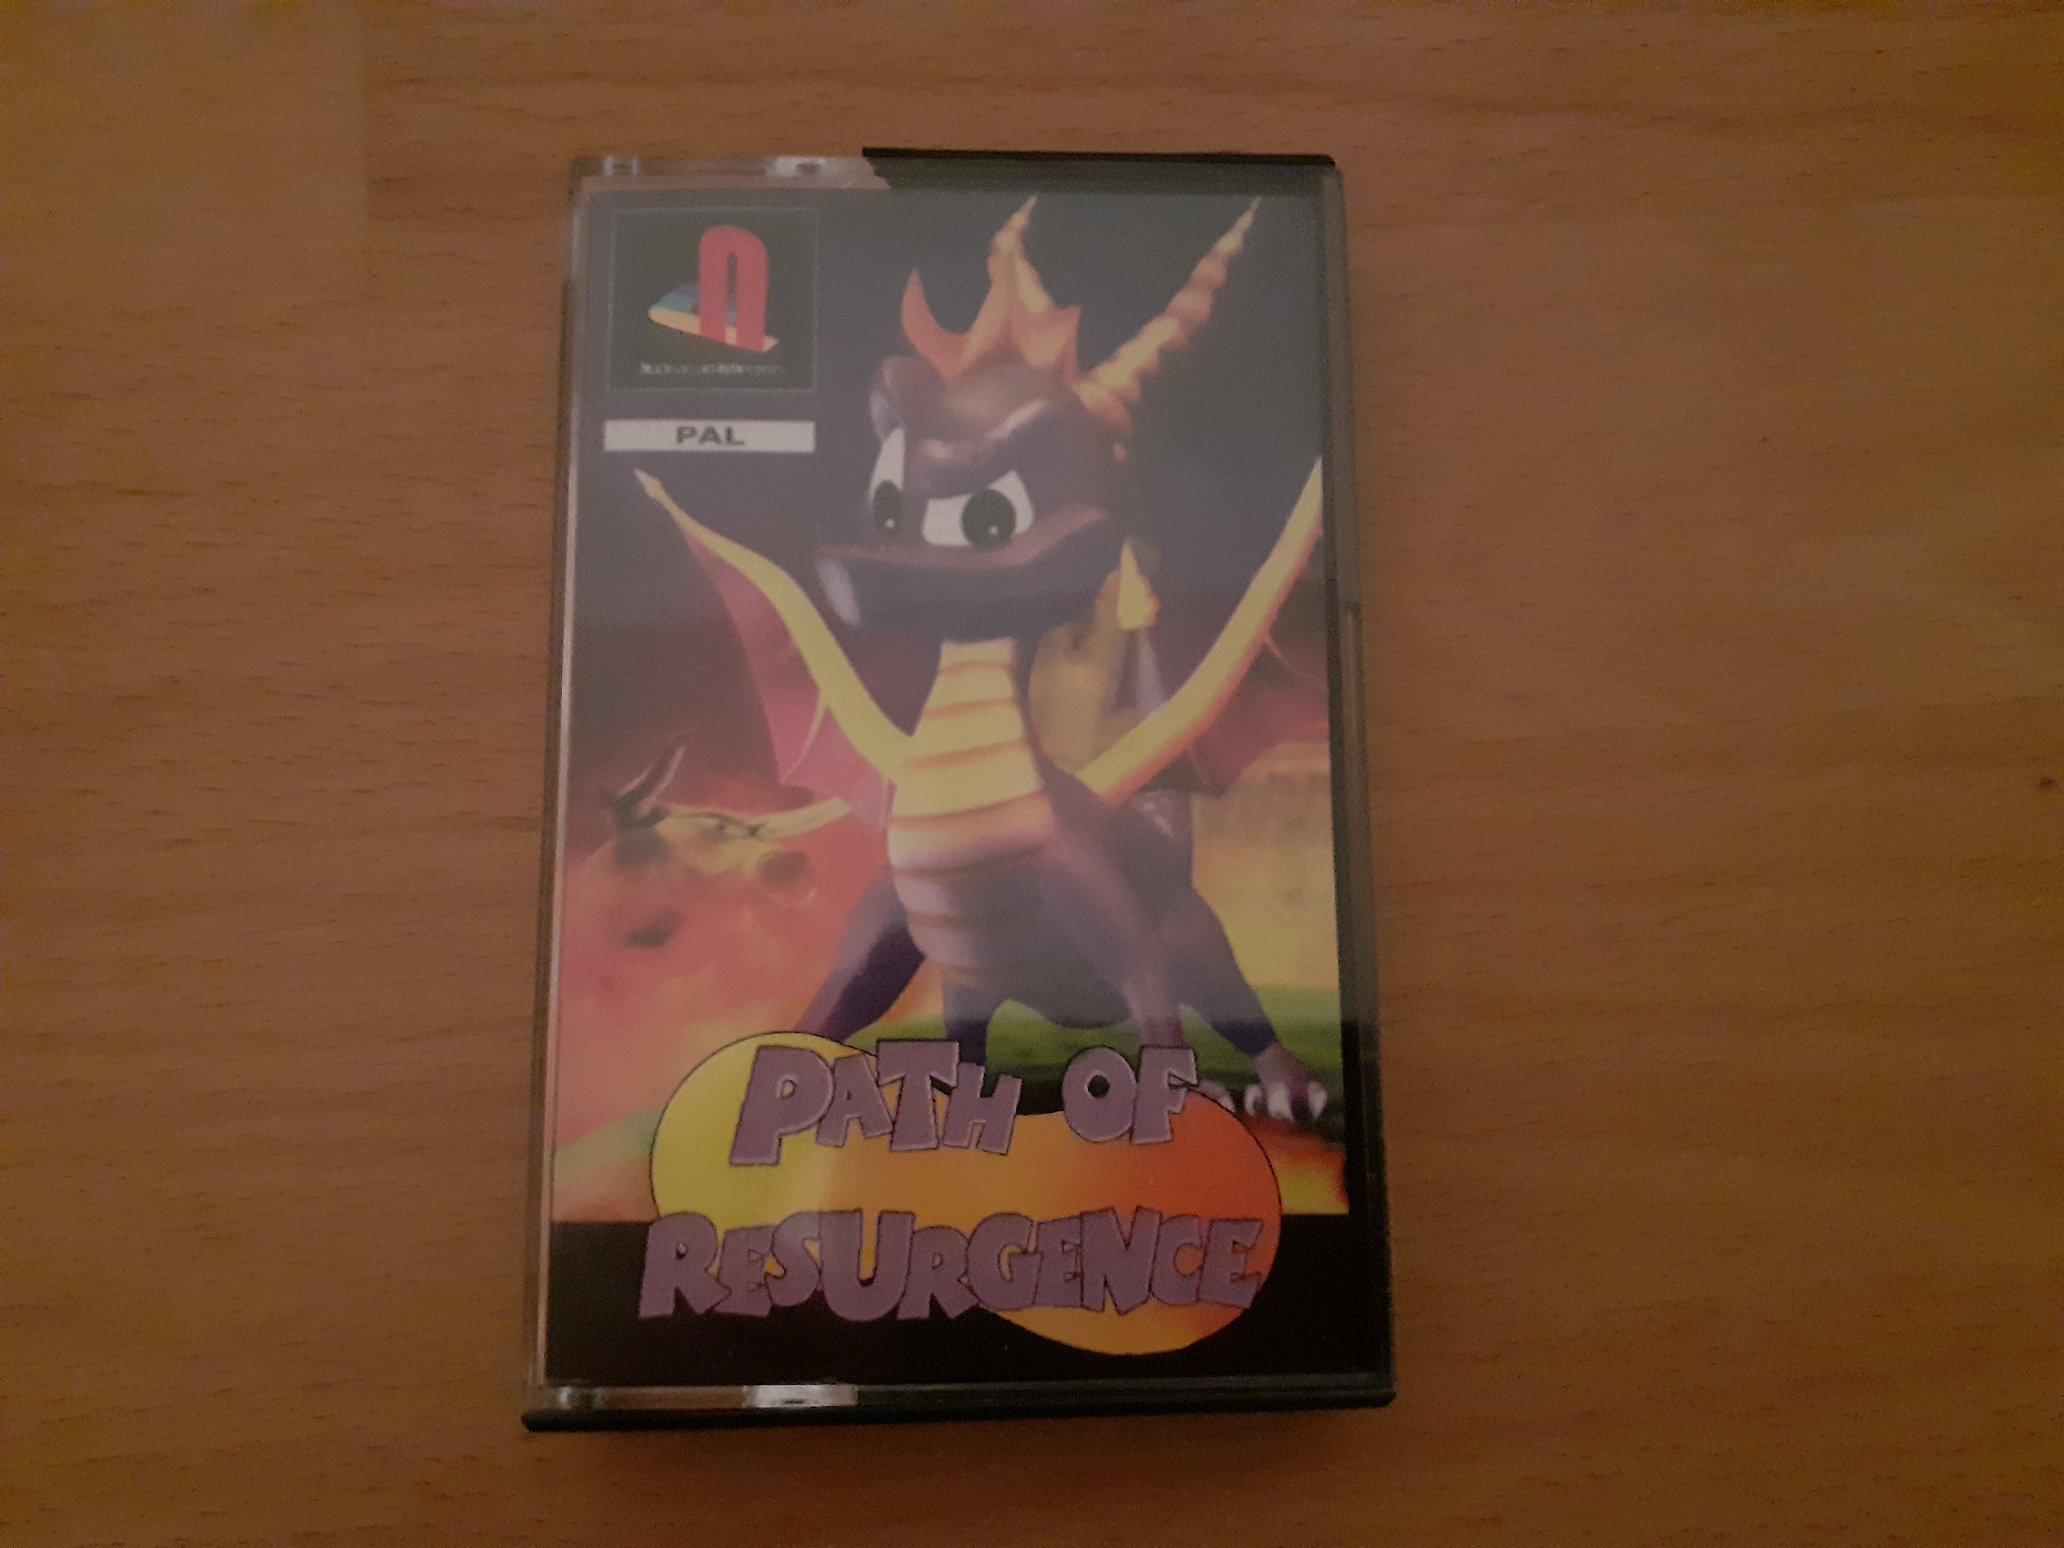 PAL
PATH OF
RESURGENCE